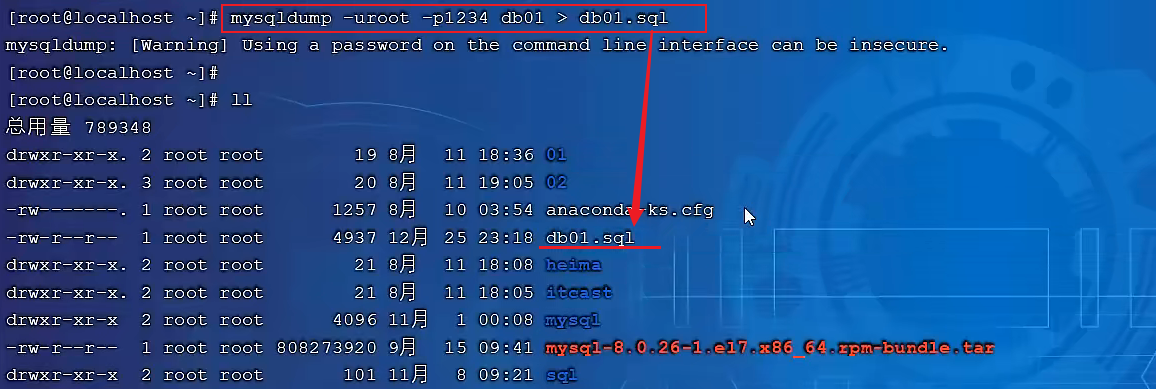 [root@localhost ~]# mysqldump -uroot -p1234 db01 > db01.sql
mysqldump: [Warning] Using a password on the command line interface can be insecure.
[root@localhost ~]#
[root@localhost ~]# ll
总用量 789348
drwxr-xr-x. 2 root root 19 8月 11 18:36 01
drwxr-xr-x. 3 root root 20 8月 11 19:05 02
-rw-------. 1 root root 1257 8月 10 03:54 anaconda-ks.cfg
-rw-r--r-- 1 root root 4937 12月 25 23:18 db01.sql
drwxr-xr-x. 2 root root 21 8月 11 18:08 heima
drwxr-xr-x. 2 root root 21 8月 11 18:05 itcast
drwxr-xr-x 2 root root 4096 11月 1 00:08 mysql
-rw-r--r-- 1 root root 808273920 9月 15 09:41 mysql-8.0.26-1.el7.x86_64.rpm-bundle.tar
drwxr-xr-x 2 root root 101 11月 8 09:21 sql